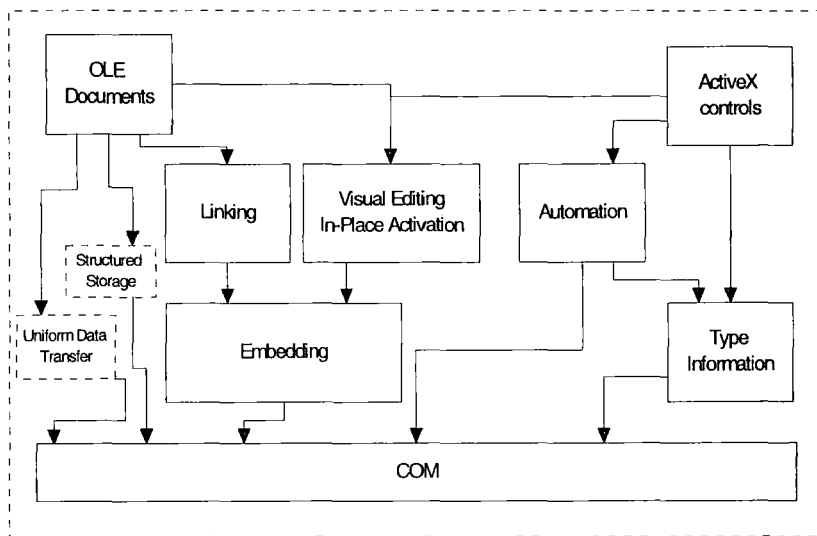 OLE
Documents
ActiveX
controls
Linking
Visual Editing
In-Place Activation
Automation
Structured
Storage
Uniform Data
Transfer
Embedding
Type
Information
COM